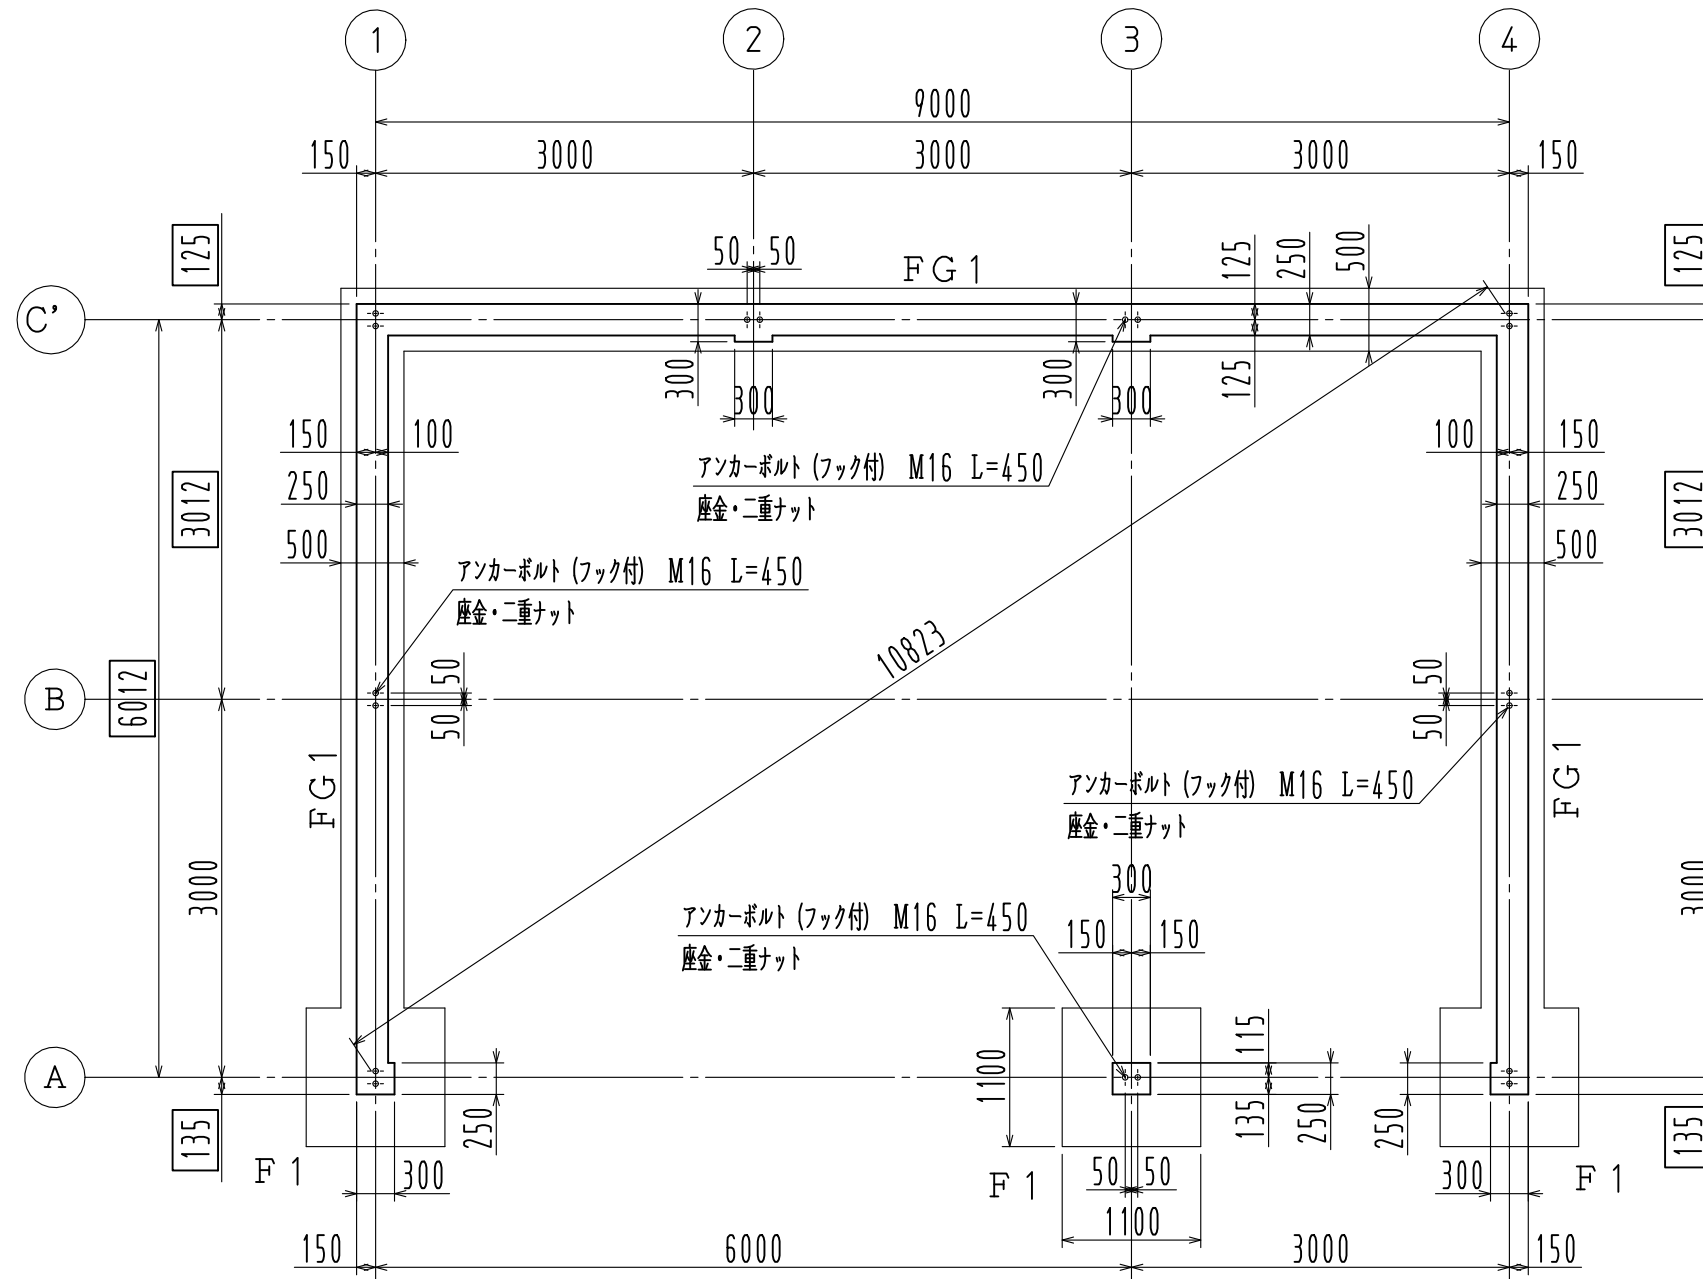 1 2 3 4
9000
150 3000 3000 3000 150
125 125
50 50 FG1 125 250 500
C'
300 300 125
300 300
150 100 100 150
アンカーボルト (フック付) M16 L=450
座金・二重ナット
250 250
3012 3012
500 500
アンカーボルト (フック付) M16 L=450
座金・二重ナット
10823
50 50
B
6012
50 50
FG1 FG1
アンカーボルト (フック付) M16 L=450
座金・二重ナット
3000 300 3000
アンカーボルト (フック付) M16 L=450
座金・二重ナット
150 150
1100 115
A
135 250 135 250 250 135
F1 300 F1 50 50 300 F1
1100
150 6000 3000 150